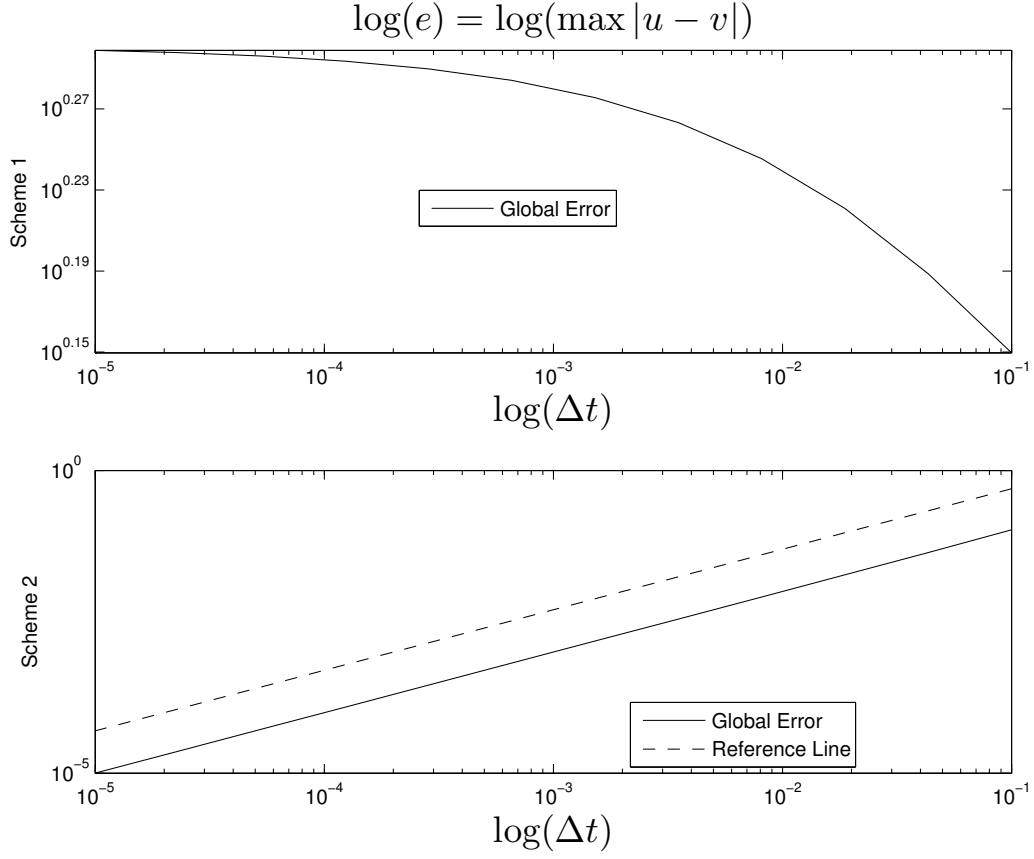 log(e) = log(max |u − v|)
Scheme 1
10^0.27
10^0.23
10^0.19
10^0.15
Global Error
10^−5 10^−4 10^−3 10^−2 10^−1
log(Δt)
Scheme 2
10^0
10^−5
Global Error
Reference Line
10^−5 10^−4 10^−3 10^−2 10^−1
log(Δt)